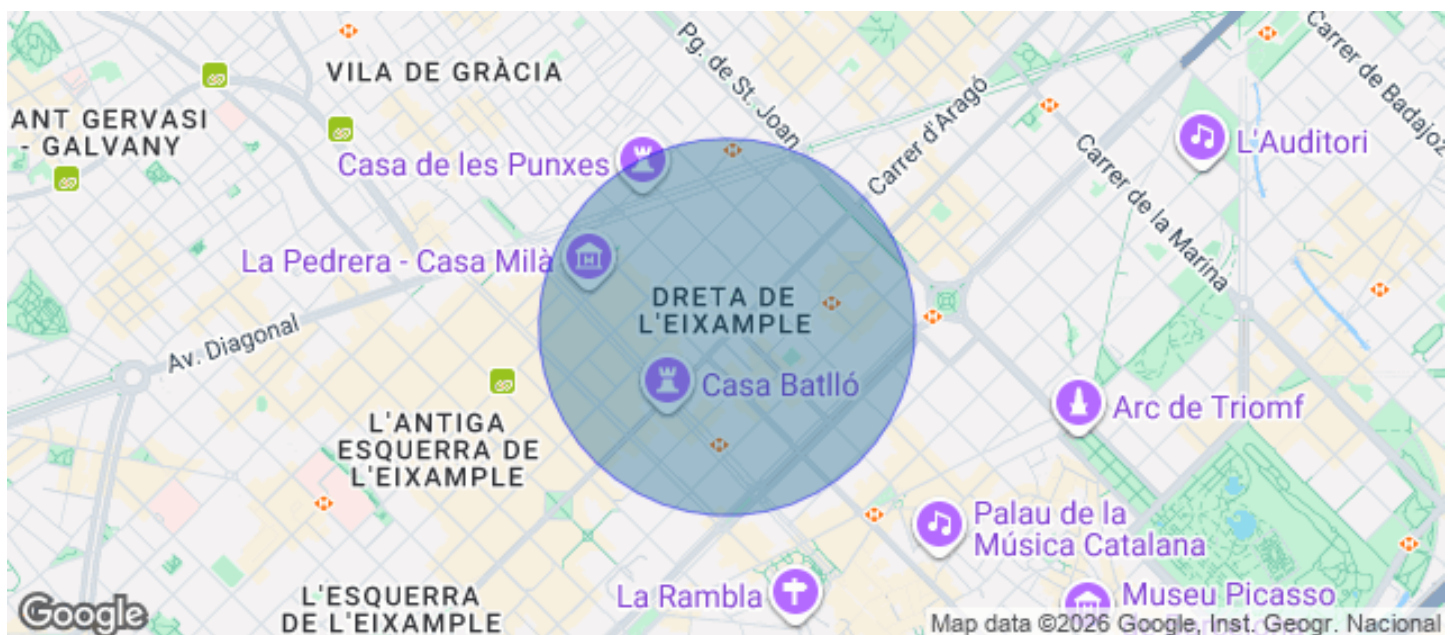 Pg. de St. Joan
Carrer de Badajoz
VILA DE GRÀCIA
ANT GERVASI
- GALVANY
Carrer d'Aragó
L'Auditori
Casa de les Punxes
Carrer de la Marina
La Pedrera - Casa Milà
DRETA DE
L'EIXAMPLE
Av. Diagonal
Casa Batlló
Arc de Triomf
L'ANTIGA
ESQUERRA DE
L'EIXAMPLE
Palau de la
Música Catalana
La Rambla
Museu Picasso
L'ESQUERRA
DE L'EIXAMPLE
Google
Map data ©2026 Google, Inst. Geogr. Nacional